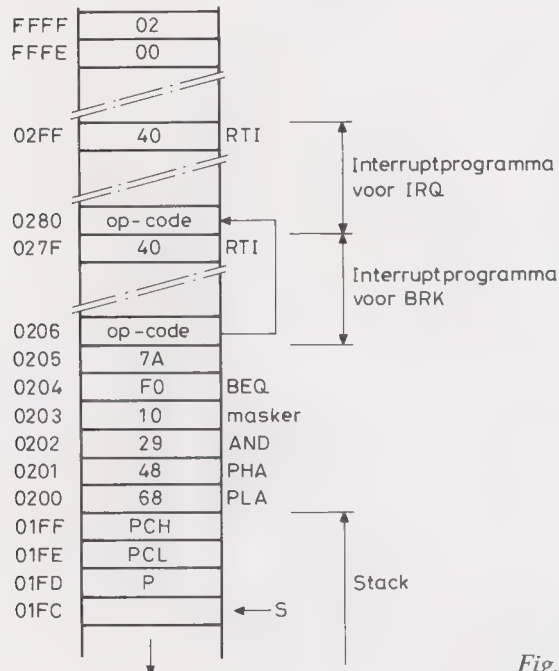 FFFF 02
FFFE 00
02FF 40 RTI
Interruptprogramma
voor IRQ
0280 op-code
027F 40 RTI
Interruptprogramma
voor BRK
0206 op-code
0205 7A
0204 F0 BEQ
0203 10 masker
0202 29 AND
0201 48 PHA
0200 68 PLA
01FF PCH
01FE PCL
01FD P Stack
01FC S
Fig.